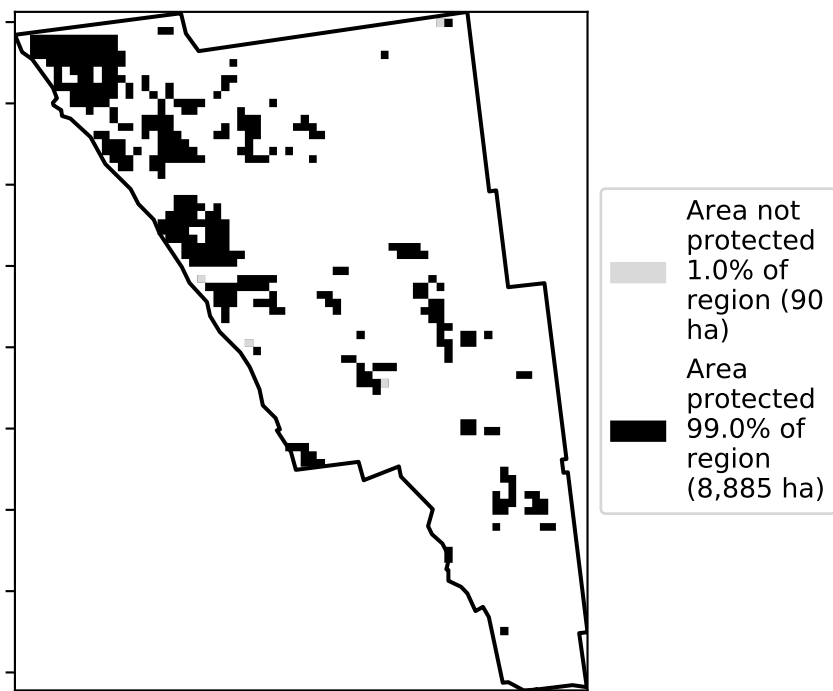 Area not
protected
1.0% of
region (90
ha)
Area
protected
99.0% of
region
(8,885 ha)